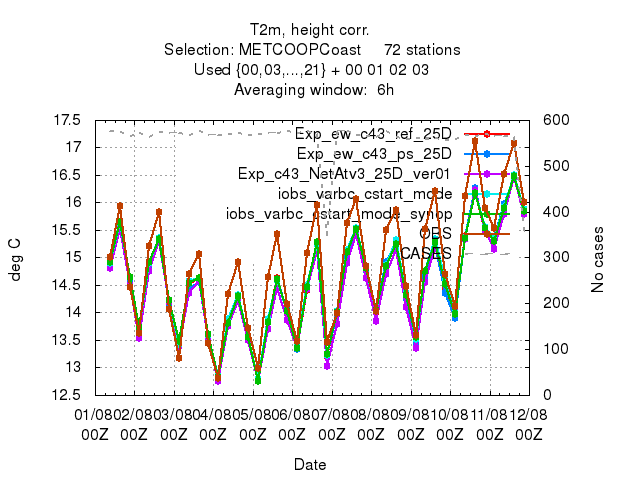 T2m, height corr.
Selection: METCOOPCoast 72 stations
Used {00,03,...,21} + 00 01 02 03
Averaging window: 6h
17.5
17
16.5
16
15.5
15
14.5
14
13.5
13
12.5
deg C
600
500
400
300
200
100
0
No cases
Exp_ew_c43_ref_25D
Exp_ew_c43_ps_25D
Exp_c43_NetAtv3_25D_ver01
iobs_varbc_cstart_mode
iobs_varbc_cstart_mode_synop
OBS
CASES
01/08 02/08 03/08 04/08 05/08 06/08 07/08 08/08 09/08 10/08 11/08 12/08
00Z 00Z 00Z 00Z 00Z 00Z 00Z 00Z 00Z 00Z 00Z 00Z
Date